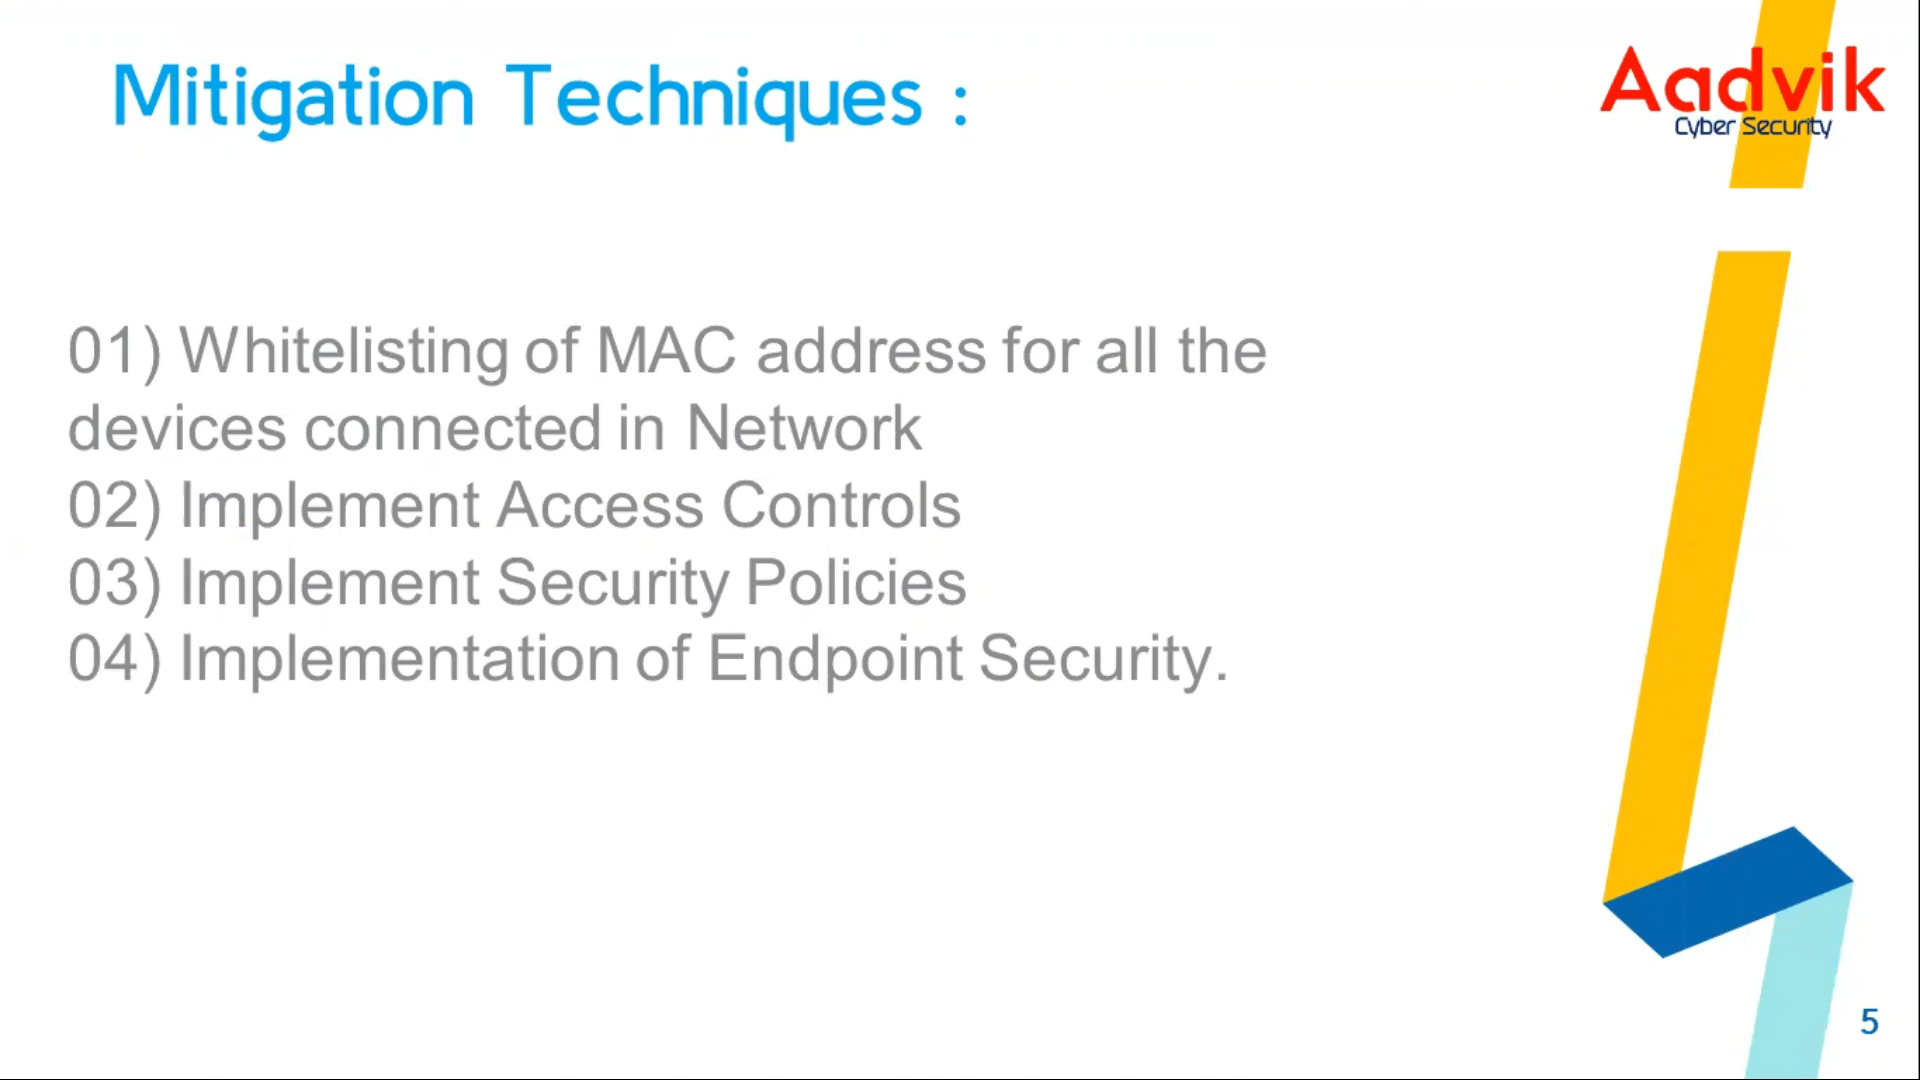 Mitigation Techniques :
Aadvik
Cyber Security
01) Whitelisting of MAC address for all the
devices connected in Network
02) Implement Access Controls
03) Implement Security Policies
04) Implementation of Endpoint Security.
5